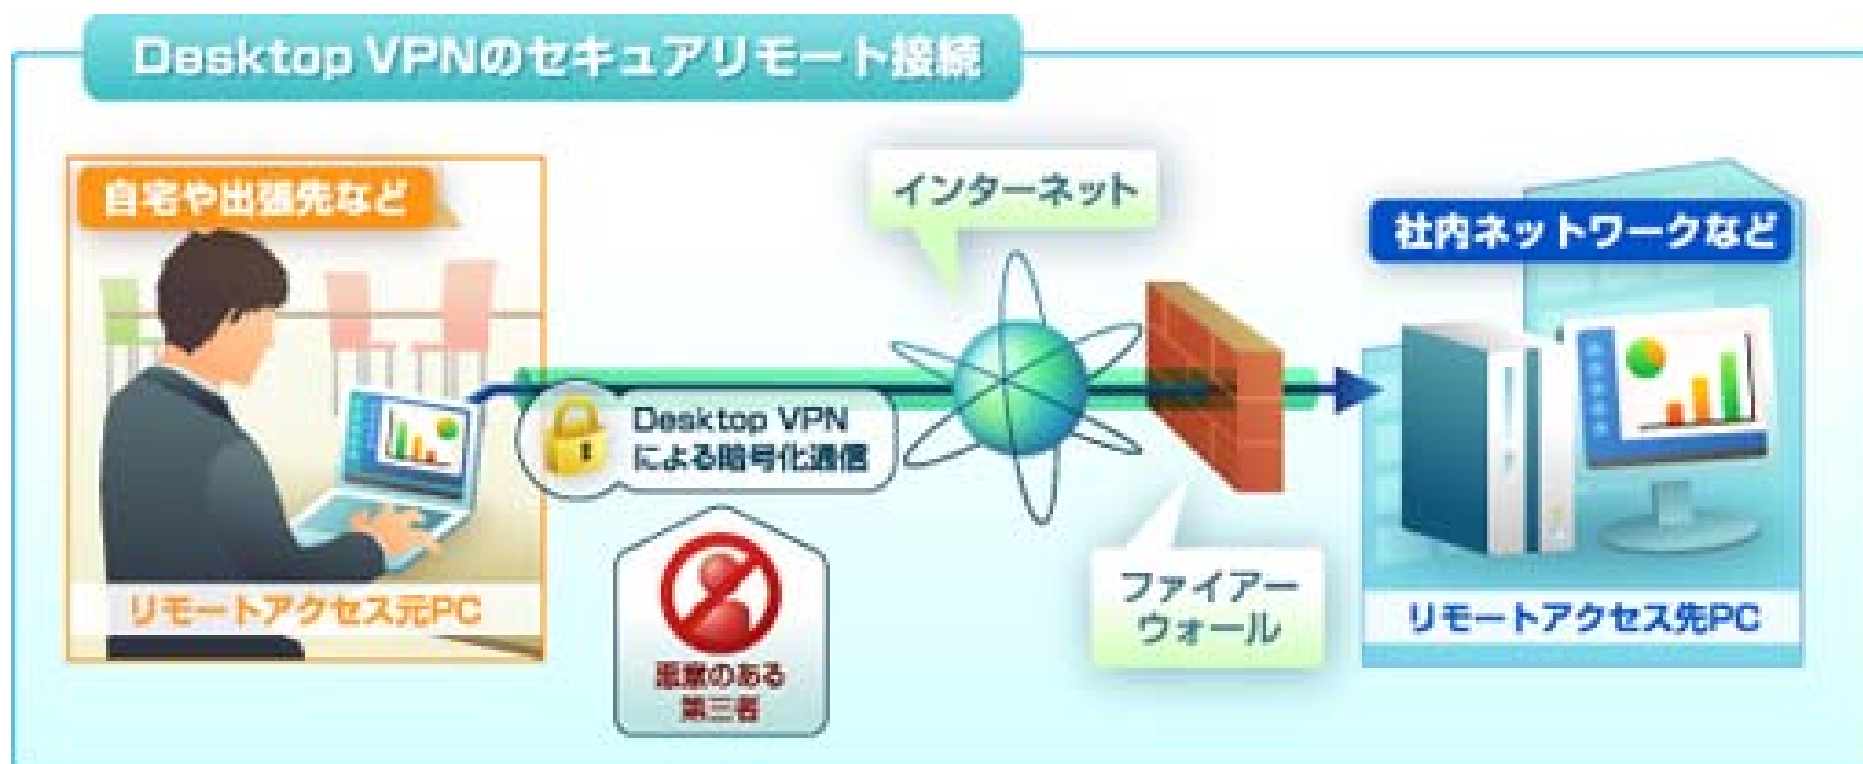 Desktop VPNのセキュアリモート接続
自宅や出張先など
インターネット
社内ネットワークなど
Desktop VPN
による暗号化通信
ファイアー
ウォール
リモートアクセス元PC
リモートアクセス先PC
悪意のある
第三者